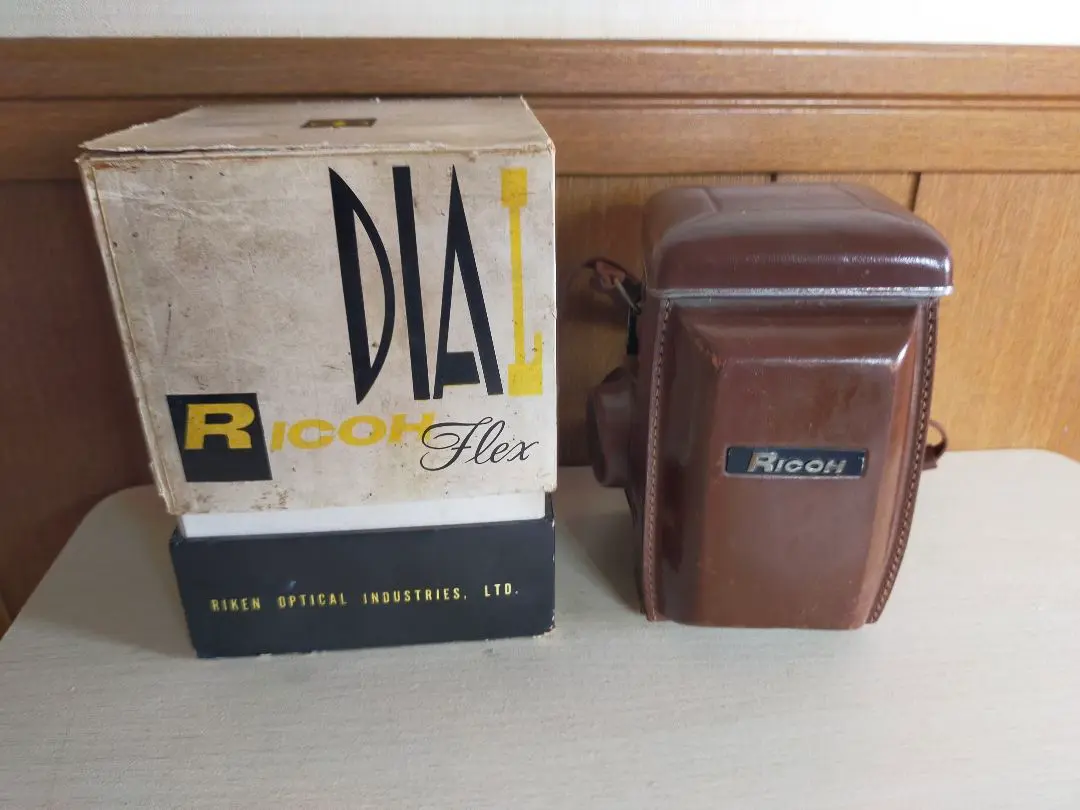 DIAL
RICOH Flex
RIKEN OPTICAL INDUSTRIES, LTD.
RICOH